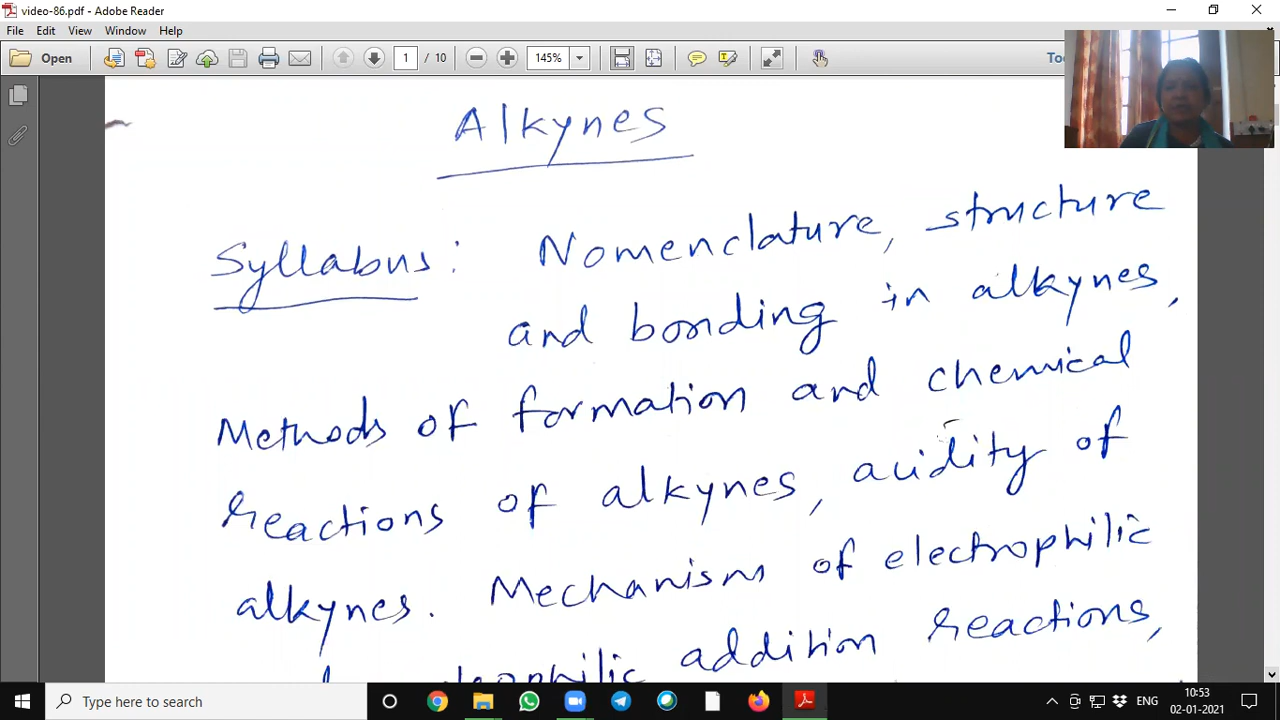 video-86.pdf - Adobe Reader
File Edit View Window Help
Open 1 / 10 145%
Alkynes
Syllabus: Nomenclature, structure
and bonding in alkynes,
Methods of formation and chemical
reactions of alkynes, acidity of
alkynes. Mechanism of electrophilic
addition reactions,
Type here to search
ENG
10:53
02-01-2021